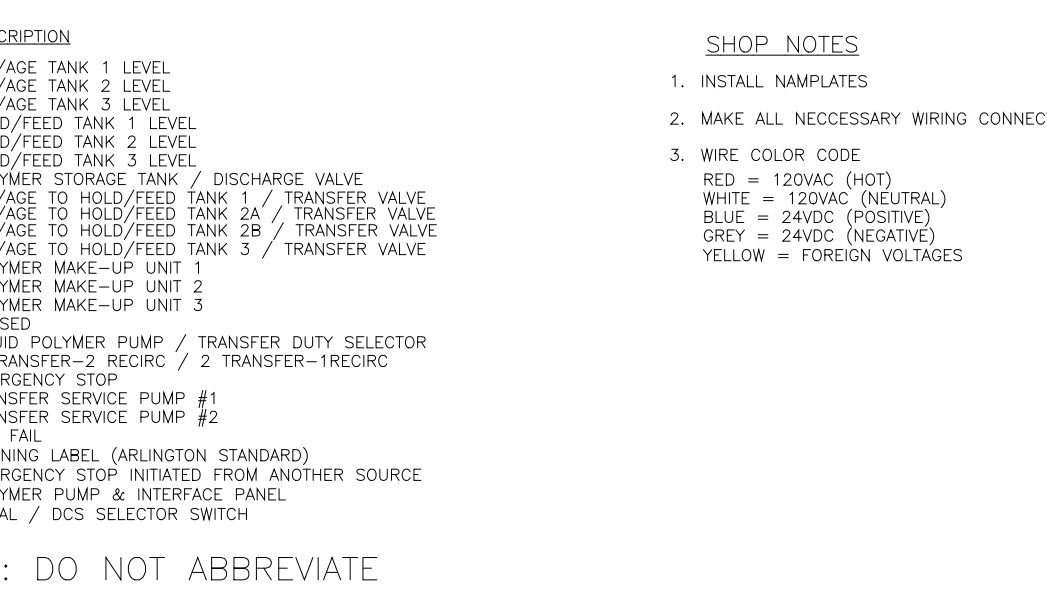 CRIPTION
/AGE TANK 1 LEVEL
/AGE TANK 2 LEVEL
/AGE TANK 3 LEVEL
D/FEED TANK 1 LEVEL
D/FEED TANK 2 LEVEL
D/FEED TANK 3 LEVEL
YMER STORAGE TANK / DISCHARGE VALVE
/AGE TO HOLD/FEED TANK 1 / TRANSFER VALVE
/AGE TO HOLD/FEED TANK 2A / TRANSFER VALVE
/AGE TO HOLD/FEED TANK 2B / TRANSFER VALVE
/AGE TO HOLD/FEED TANK 3 / TRANSFER VALVE
YMER MAKE-UP UNIT 1
YMER MAKE-UP UNIT 2
YMER MAKE-UP UNIT 3
SED
UID POLYMER PUMP / TRANSFER DUTY SELECTOR
RANSFER-2 RECIRC / 2 TRANSFER-1RECIRC
RGENCY STOP
NSFER SERVICE PUMP #1
NSFER SERVICE PUMP #2
FAIL
NING LABEL (ARLINGTON STANDARD)
RGENCY STOP INITIATED FROM ANOTHER SOURCE
YMER PUMP & INTERFACE PANEL
AL / DCS SELECTOR SWITCH
: DO NOT ABBREVIATE
SHOP NOTES
1. INSTALL NAMPLATES
2. MAKE ALL NECCESSARY WIRING CONNEC
3. WIRE COLOR CODE
RED = 120VAC (HOT)
WHITE = 120VAC (NEUTRAL)
BLUE = 24VDC (POSITIVE)
GREY = 24VDC (NEGATIVE)
YELLOW = FOREIGN VOLTAGES